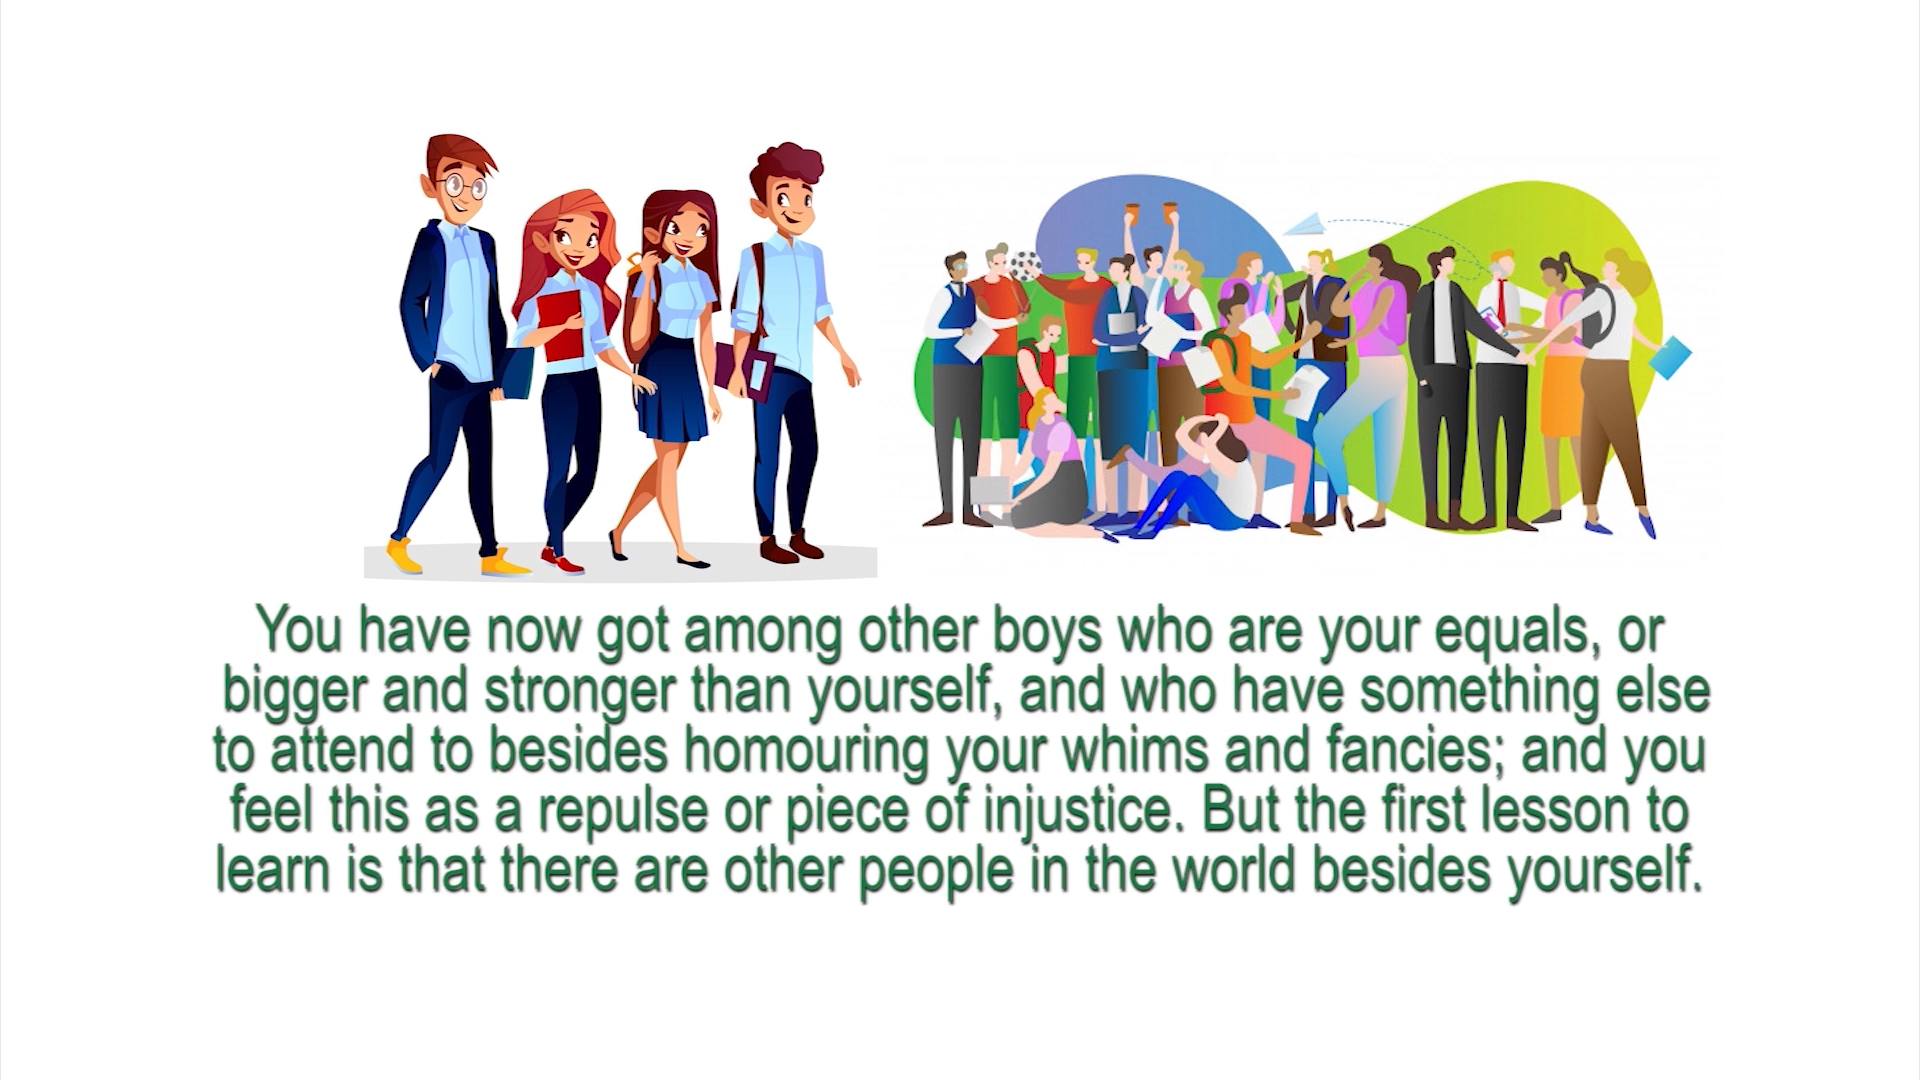 You have now got among other boys who are your equals, or
bigger and stronger than yourself, and who have something else
to attend to besides homouring your whims and fancies; and you
feel this as a repulse or piece of injustice. But the first lesson to
learn is that there are other people in the world besides yourself.